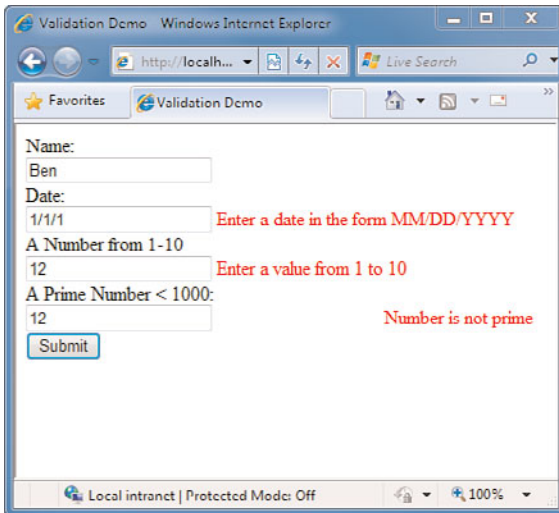 Validation Demo - Windows Internet Explorer
http://localh...
Live Search
Favorites
Validation Demo
Name:
Ben
Date:
1/1/1 Enter a date in the form MM/DD/YYYY
A Number from 1-10
12 Enter a value from 1 to 10
A Prime Number < 1000:
12 Number is not prime
Submit
Local intranet | Protected Mode: Off 100%